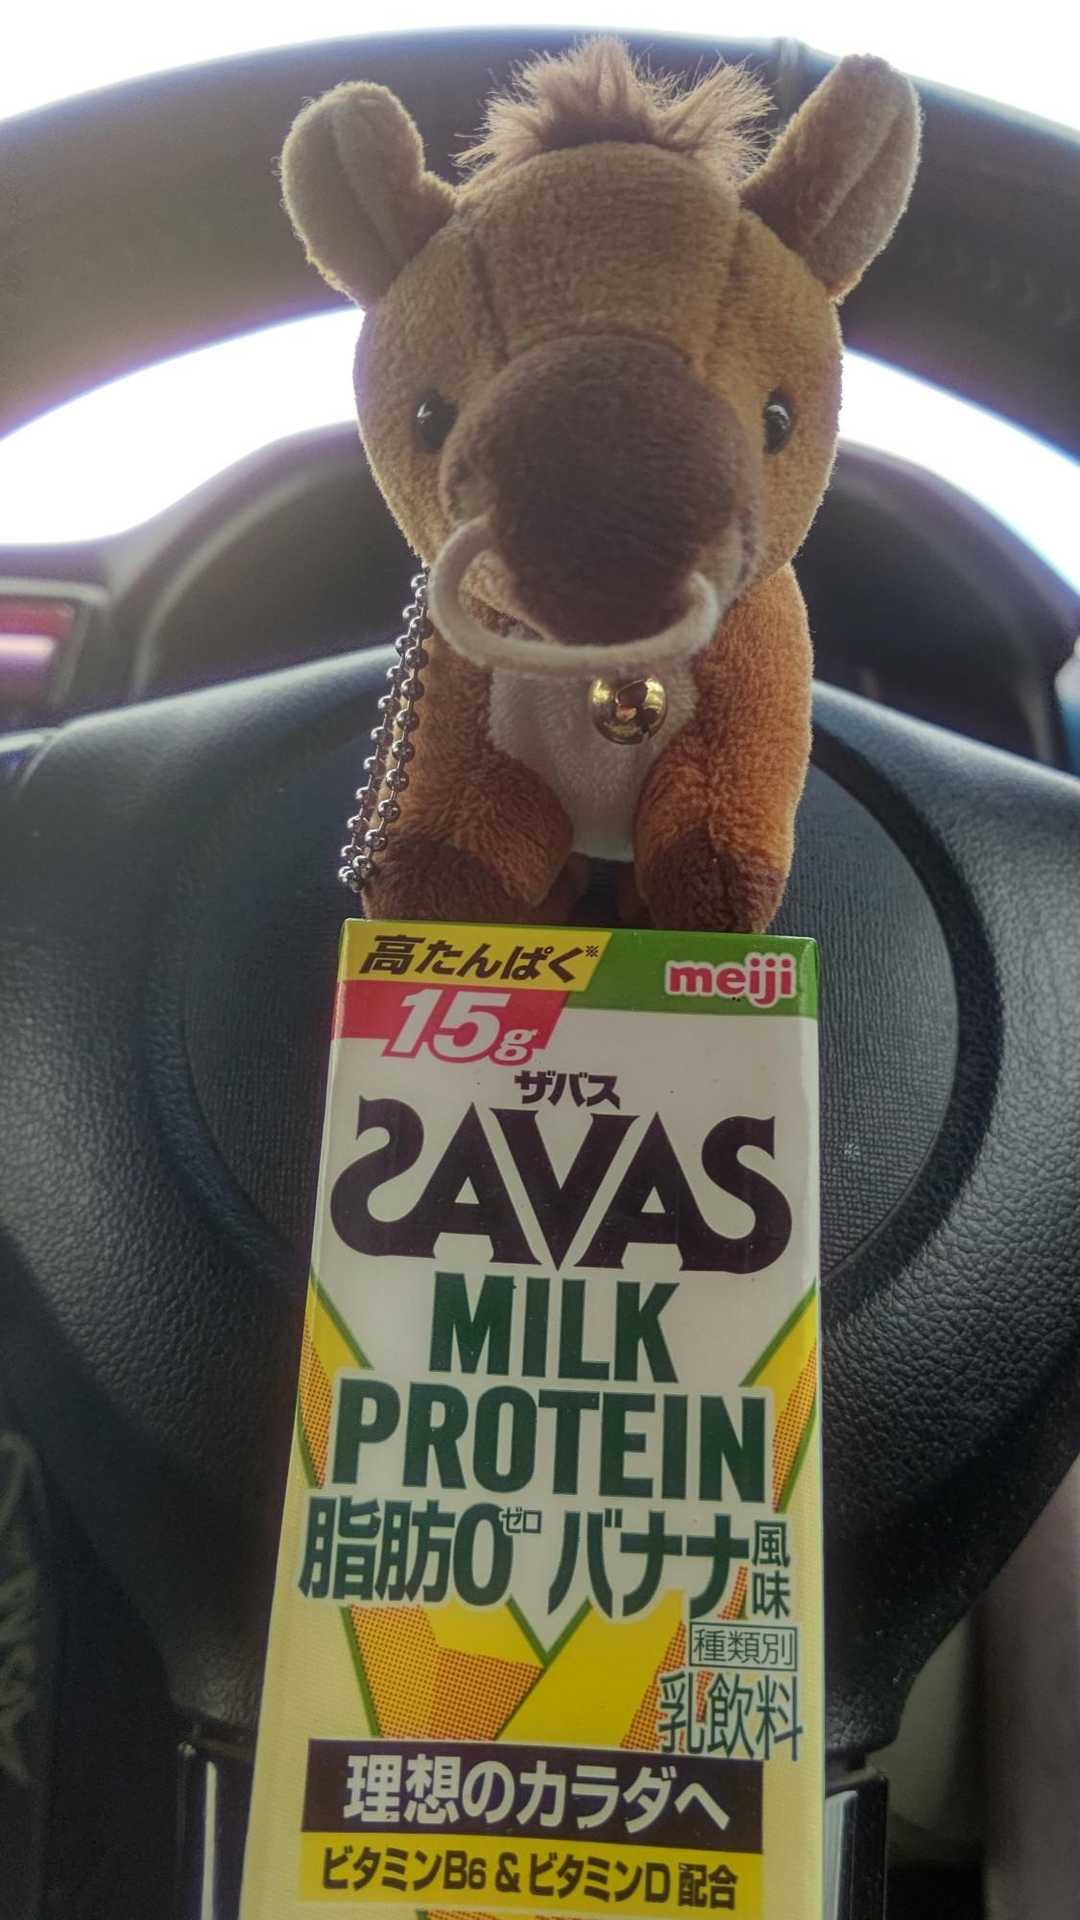 高たんぱく※
meiji
15g
ザバス
SAVAS
MILK
PROTEIN
脂肪0ゼロ バナナ風味
種類別
乳飲料
理想のカラダへ
ビタミンB6&ビタミンD 配合